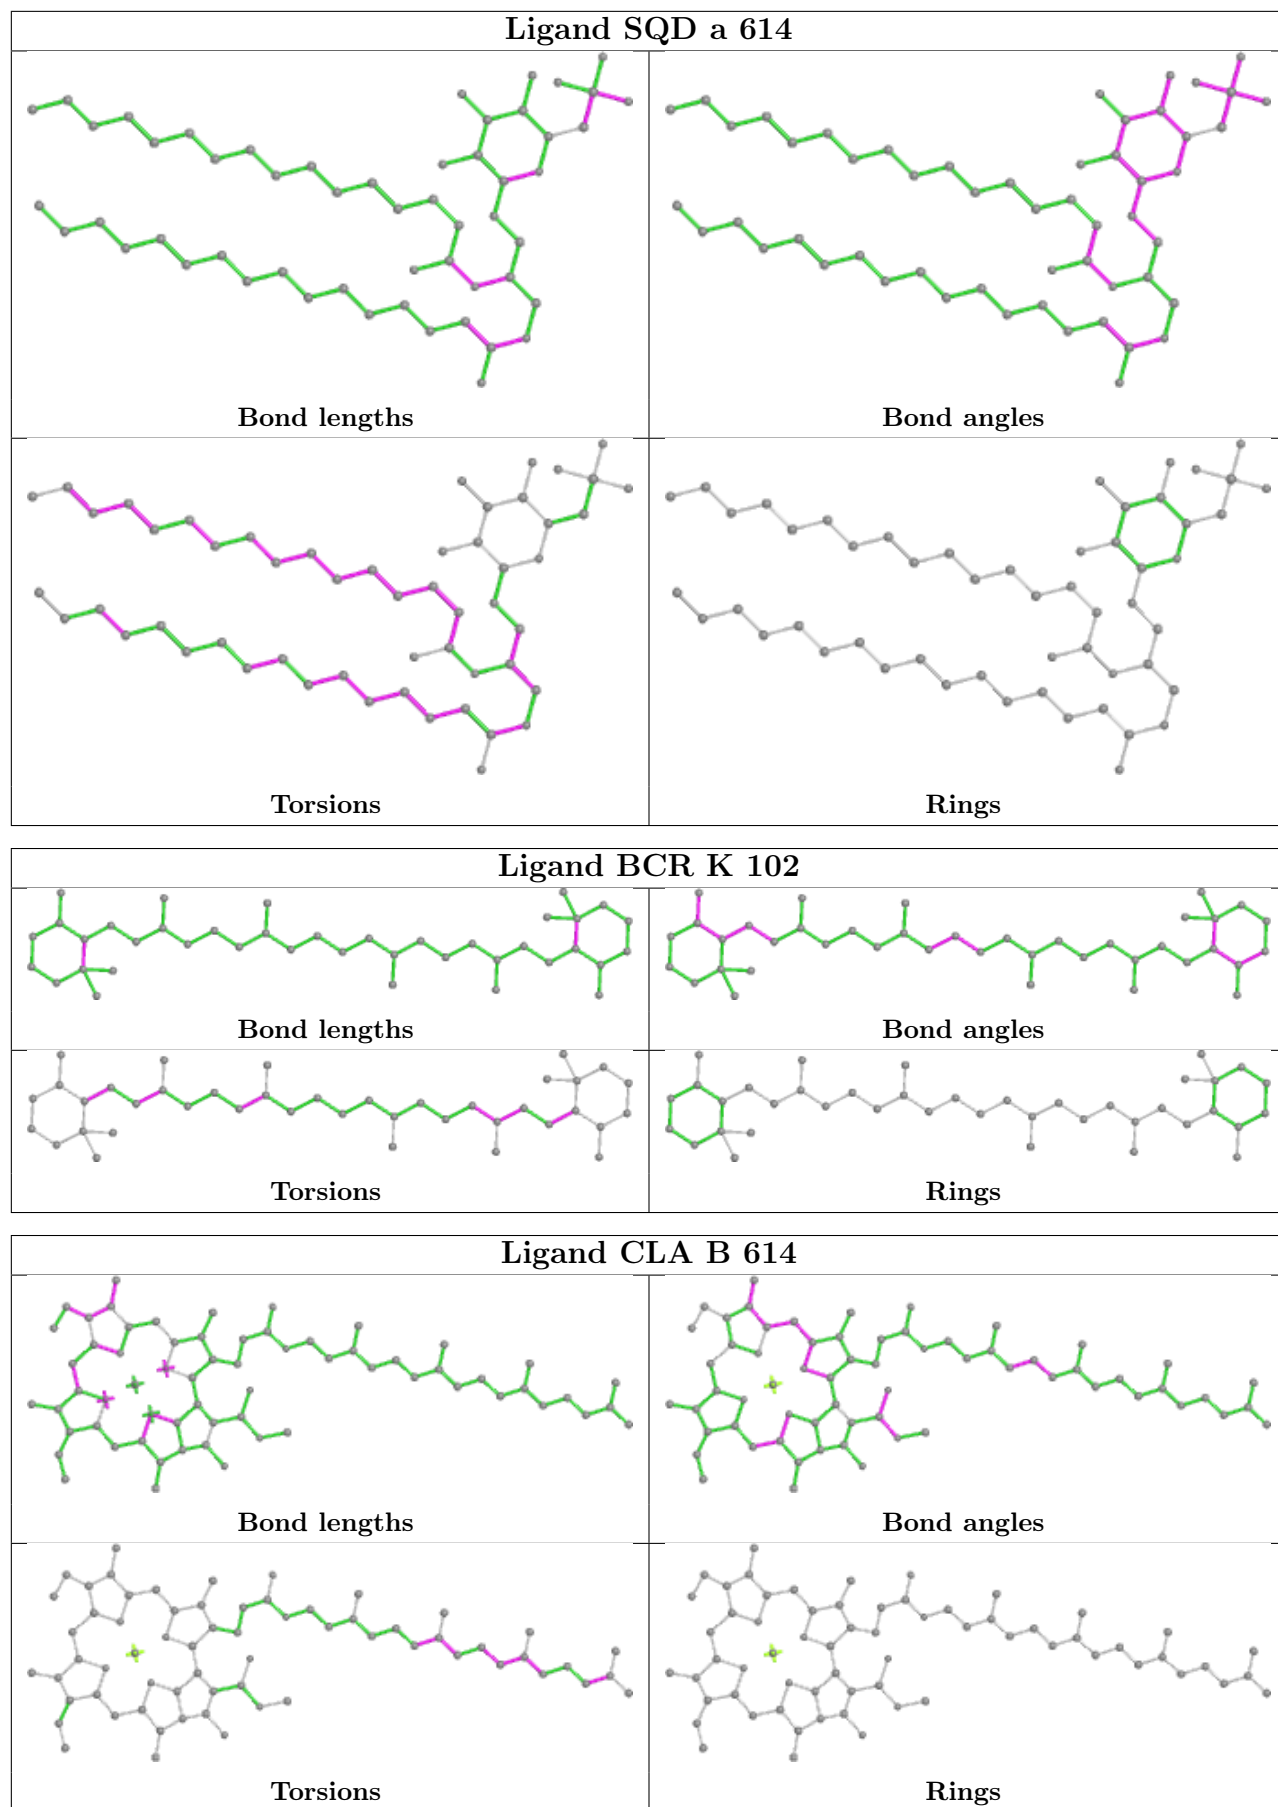 Ligand SQD a 614
Bond lengths
Bond angles
Torsions
Rings
Ligand BCR K 102
Bond lengths
Bond angles
Torsions
Rings
Ligand CLA B 614
Bond lengths
Bond angles
Torsions
Rings